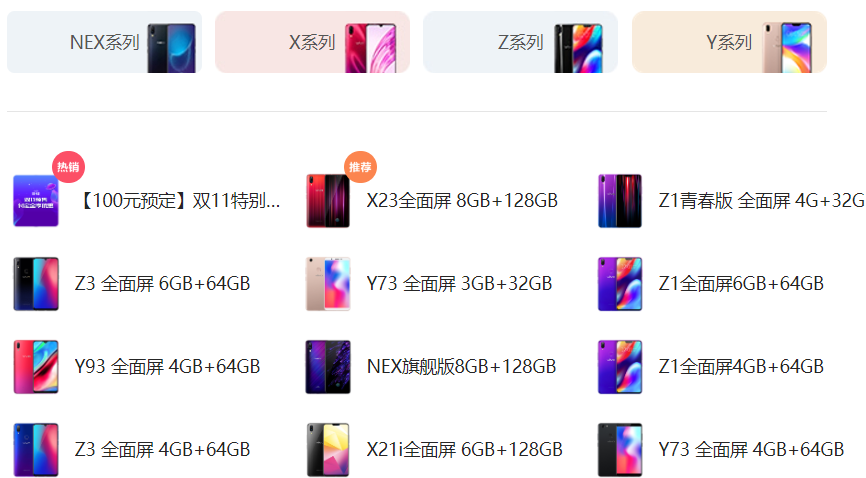 NEX系列
X系列
Z系列
Y系列
热销
推荐
【100元预定】双11特别...
X23全面屏 8GB+128GB
Z1青春版 全面屏 4G+32G
Z3 全面屏 6GB+64GB
Y73 全面屏 3GB+32GB
Z1全面屏6GB+64GB
Y93 全面屏 4GB+64GB
NEX旗舰版8GB+128GB
Z1全面屏4GB+64GB
Z3 全面屏 4GB+64GB
X21i全面屏 6GB+128GB
Y73 全面屏 4GB+64GB